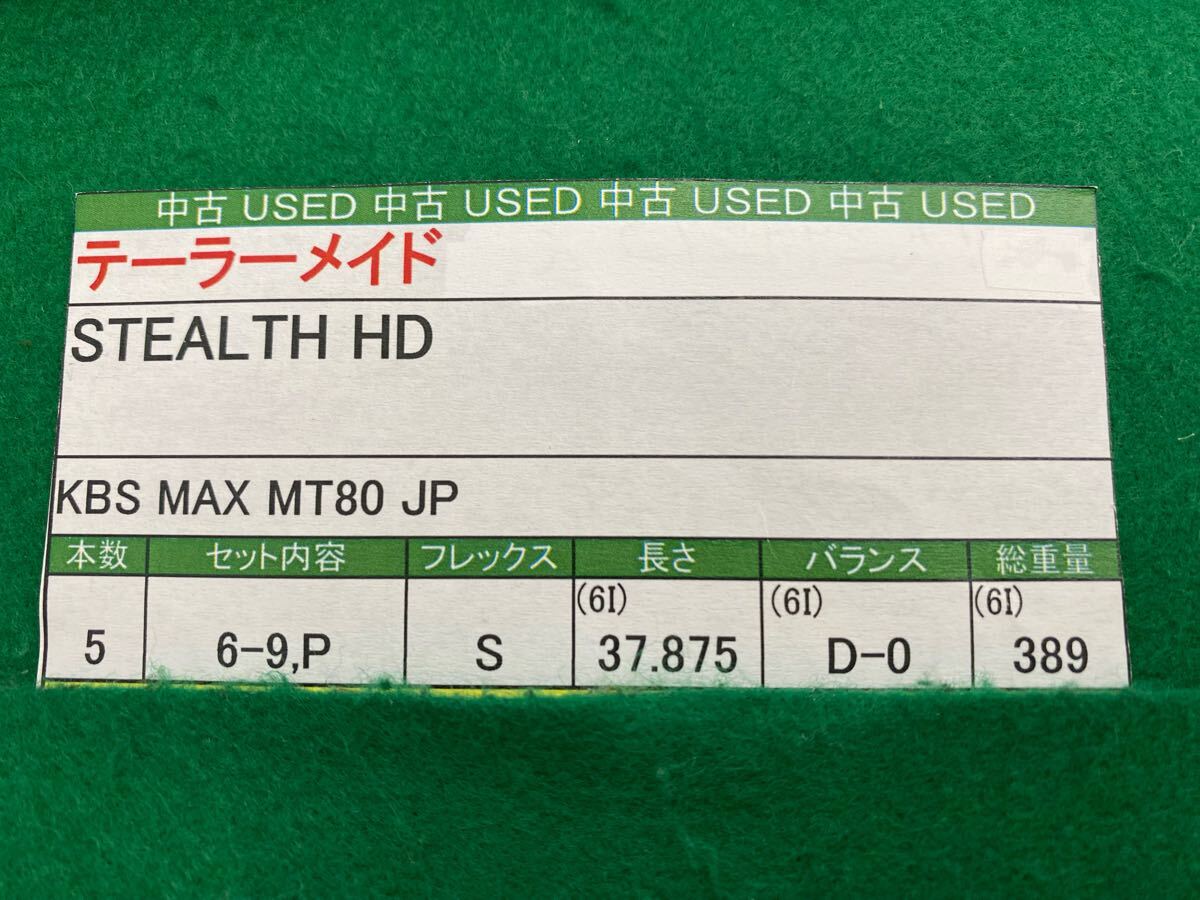 中古 USED 中古 USED 中古 USED 中古 USED
テーラーメイド
STEALTH HD
KBS MAX MT80 JP
本数 セット内容 フレックス 長さ バランス 総重量
(6I) (6I) (6I)
5 6-9,P S 37.875 D-0 389